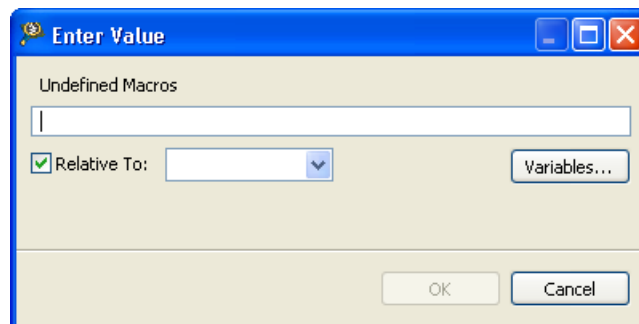 Enter Value
Undefined Macros
Relative To:
Variables...
OK
Cancel